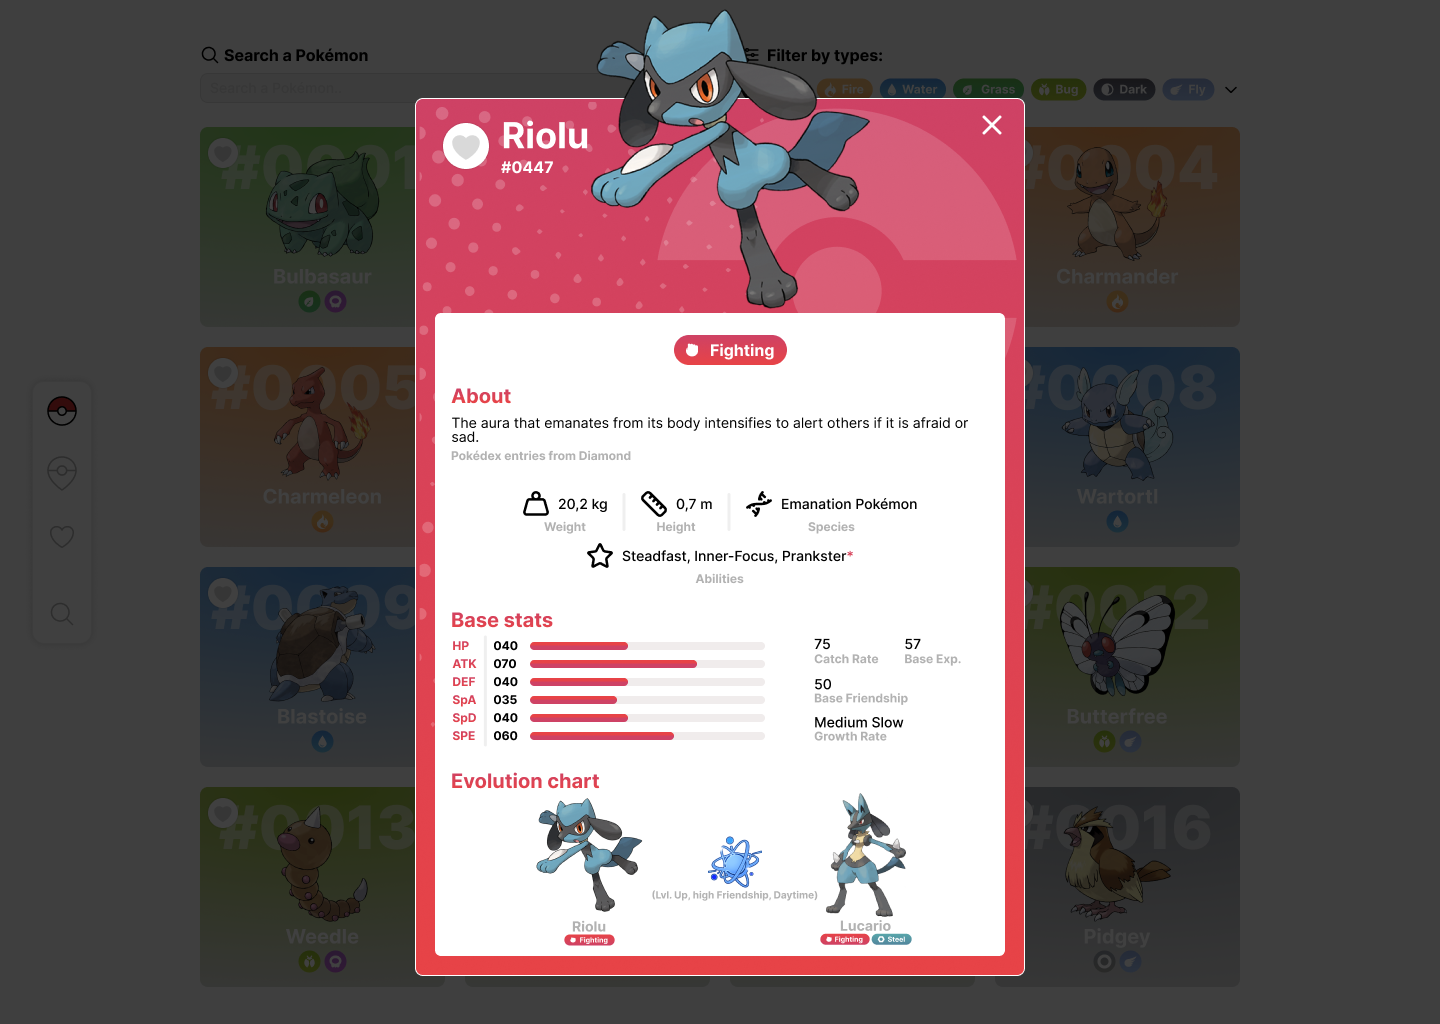 Search a Pokémon
Filter by types:
Search a Pokémon
Fire
Water
Grass
Bug
Dark
Fly
Riolu
#0447
Bulbasaur
#0004
Charmander
Fighting
About
The aura that emanates from its body intensifies to alert others if it is afraid or
sad.
Pokédex entries from Diamond
20,2 kg
Weight
0,7 m
Height
Emanation Pokémon
Species
Steadfast, Inner-Focus, Prankster*
Abilities
#0005
Charmeleon
#0008
Wartortl
Base stats
HP 040
ATK 070
DEF 040
SpA 035
SpD 040
SPE 060
75
Catch Rate
57
Base Exp.
50
Base Friendship
Medium Slow
Growth Rate
#0009
Blastoise
#0012
Butterfree
Evolution chart
(Lvl. Up, high Friendship, Daytime)
Riolu
Fighting
Lucario
Fighting
Steel
#0013
Weedle
#0016
Pidgey